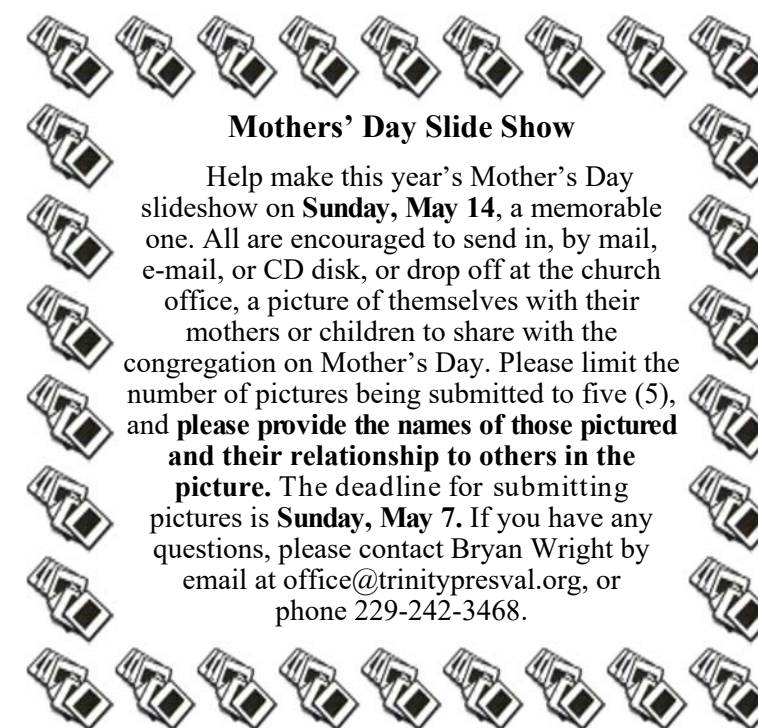 Mothers’ Day Slide Show
Help make this year’s Mother’s Day
slideshow on Sunday, May 14, a memorable
one. All are encouraged to send in, by mail,
e-mail, or CD disk, or drop off at the church
office, a picture of themselves with their
mothers or children to share with the
congregation on Mother’s Day. Please limit the
number of pictures being submitted to five (5),
and please provide the names of those pictured
and their relationship to others in the
picture. The deadline for submitting
pictures is Sunday, May 7. If you have any
questions, please contact Bryan Wright by
email at office@trinitypresval.org, or
phone 229-242-3468.